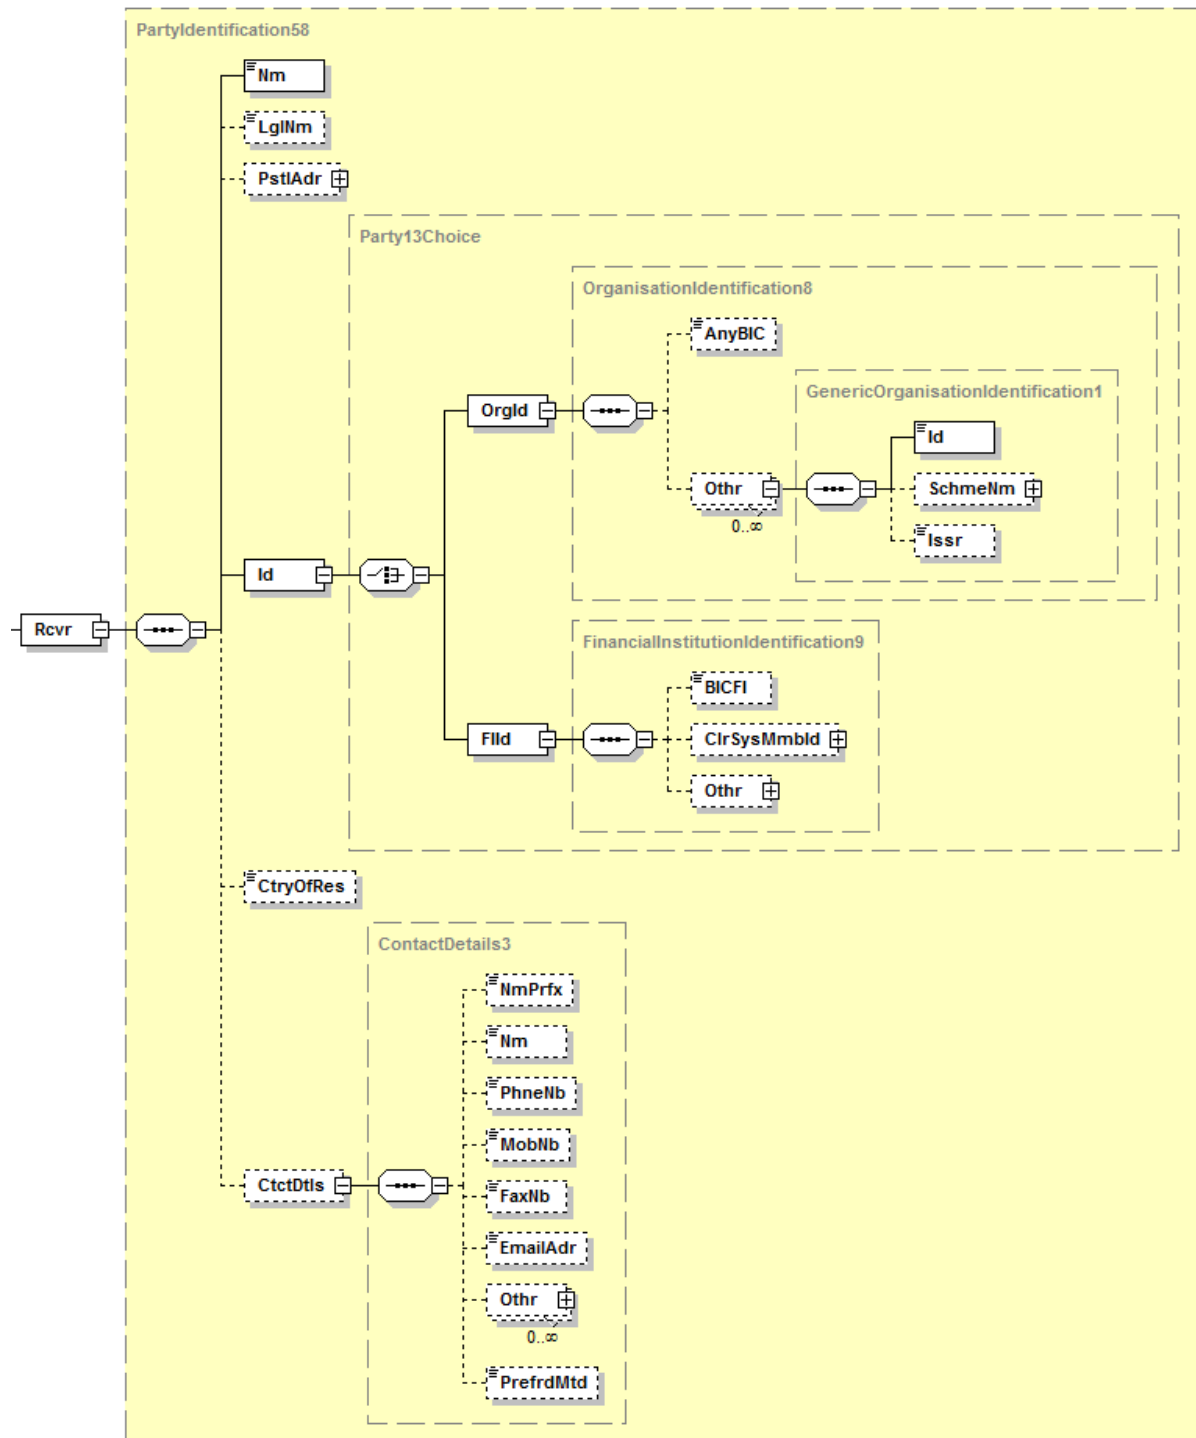 PartyIdentification58
Nm
LglNm
PstlAdr
Party13Choice
OrganisationIdentification8
AnyBIC
GenericOrganisationIdentification1
OrgId
Id
Othr
SchmeNm
0..∞
Issr
Id
Rcvr
FinancialInstitutionIdentification9
BICFI
FIId
ClrSysMmbId
Othr
CtryOfRes
ContactDetails3
NmPrfx
Nm
PhneNb
MobNb
CtctDtls
FaxNb
EmailAdr
Othr
0..∞
PrefrdMtd